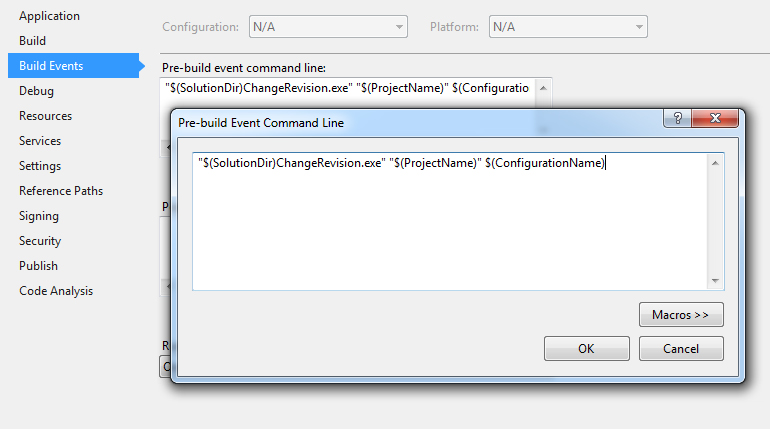 Application
Configuration:
N/A
Platform:
N/A
Build
Build Events
Pre-build event command line:
Debug
"$(SolutionDir)ChangeRevision.exe" "$(ProjectName)" $(Configuratio
Resources
Pre-build Event Command Line
?
Services
Settings
"$(SolutionDir)ChangeRevision.exe" "$(ProjectName)" $(ConfigurationName)
Reference Paths
Signing
Security
Publish
Code Analysis
Macros >>
OK
Cancel